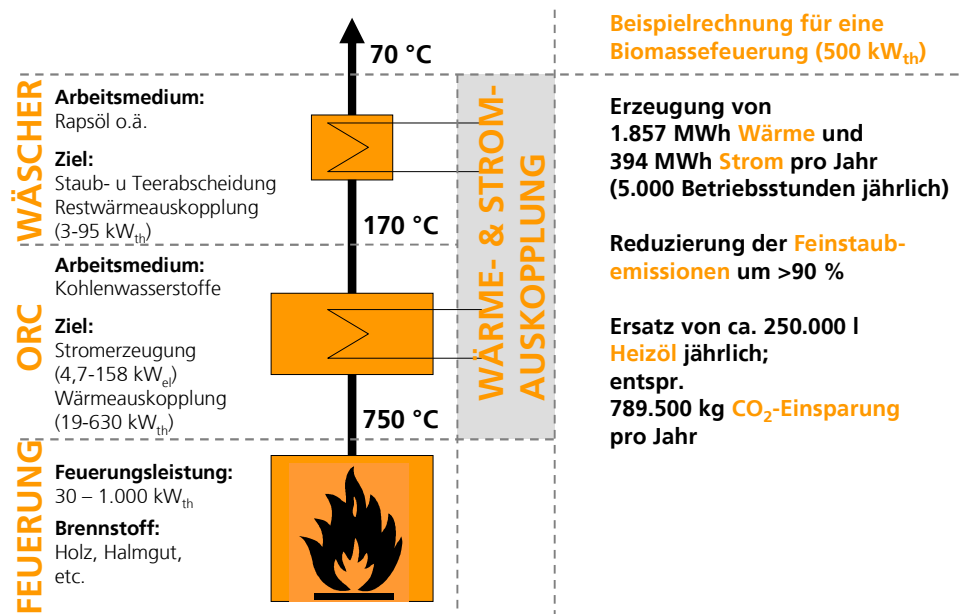 70 °C
Beispielrechnung für eine
Biomassefeuerung (500 kWth)
WÄSCHER
Arbeitsmedium:
Rapsöl o.ä.
Ziel:
Staub- u Teerabscheidung
Restwärmeauskopplung
(3-95 kWth)
170 °C
ORC
Arbeitsmedium:
Kohlenwasserstoffe
Ziel:
Stromerzeugung
(4,7-158 kWel)
Wärmeauskopplung
(19-630 kWth)
750 °C
FEUERUNG
Feuerungsleistung:
30 – 1.000 kWth
Brennstoff:
Holz, Halmgut,
etc.
WÄRME- & STROM-
AUSKOPPLUNG
Erzeugung von
1.857 MWh Wärme und
394 MWh Strom pro Jahr
(5.000 Betriebsstunden jährlich)
Reduzierung der Feinstaub-
emissionen um >90 %
Ersatz von ca. 250.000 l
Heizöl jährlich;
entspr.
789.500 kg CO2-Einsparung
pro Jahr